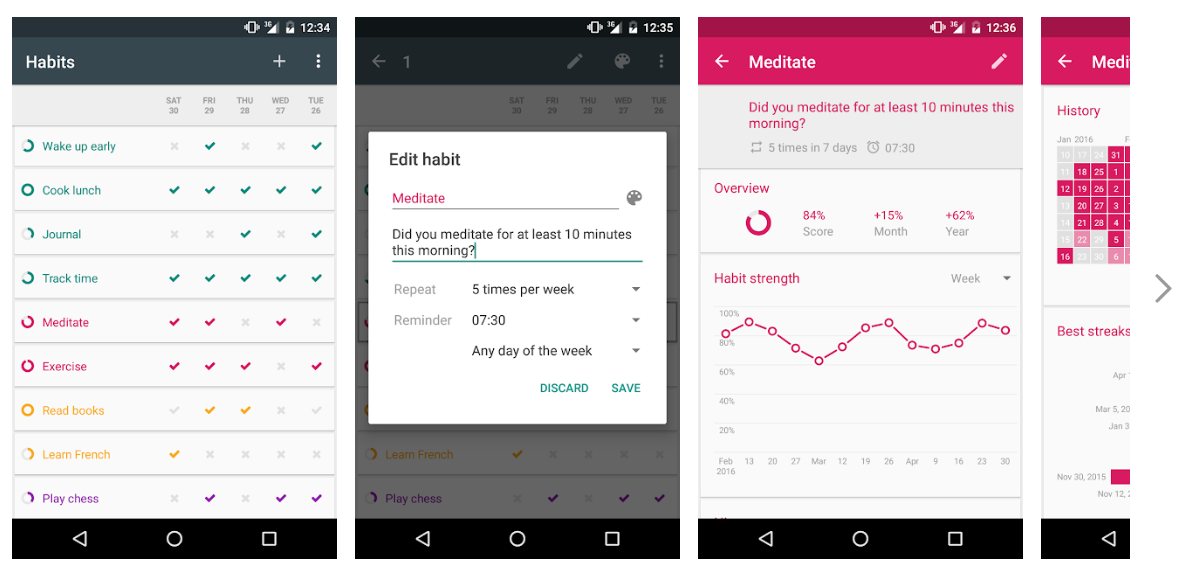 3G 12:34
Habits
SAT FRI THU WED TUE
30 29 28 27 26
Wake up early
Cook lunch
Journal
Track time
Meditate
Exercise
Read books
Learn French
Play chess
3G 12:35
1
SAT FRI THU WED TUE
30 29 28 27 26
Edit habit
Meditate
Did you meditate for at least 10 minutes
this morning?
Repeat 5 times per week
Reminder 07:30
Any day of the week
DISCARD SAVE
Learn French
Play chess
3G 12:36
Meditate
Did you meditate for at least 10 minutes this
morning?
5 times in 7 days 07:30
Overview
84% +15% +62%
Score Month Year
Habit strength Week
100%
80%
60%
40%
20%
Feb 13 20 27 Mar 12 19 26 Apr 9 16 23 30
2016
Medi
History
Jan 2016 F
10 17 24 31
11 18 25 1
12 19 26 2
13 20 27 3
14 21 28 4
15 22 29 5
16 23 30 6
Best streaks
Apr
Mar 5, 20
Jan 3
Nov 30, 2015
Nov 12, 2